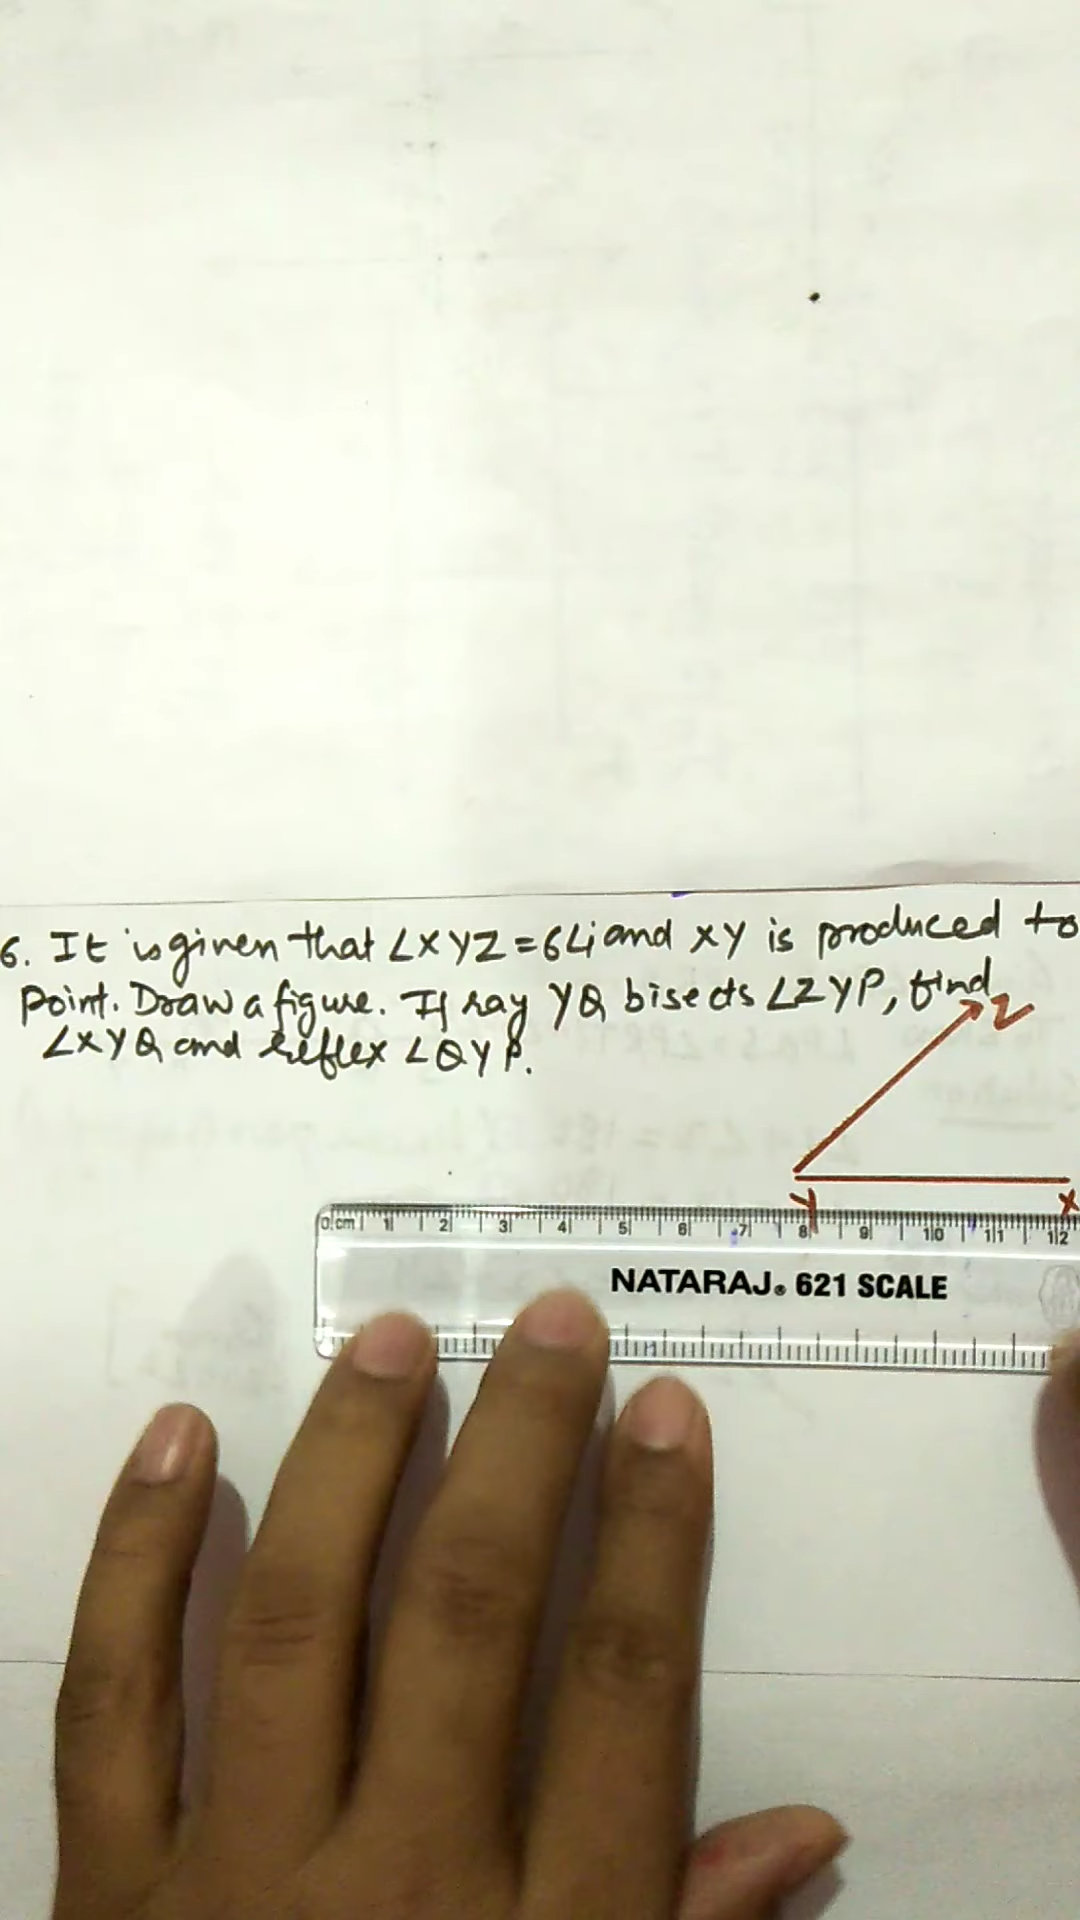 6. It is given that ∠XYZ = 64 and XY is produced to
Point. Draw a figure. If ray YQ bisects ∠ZYP, find
∠XYQ and reflex ∠QYP.
Z
Y X
0 cm 1 2 3 4 5 6 7 8 9 10 11 12
NATARAJ® 621 SCALE